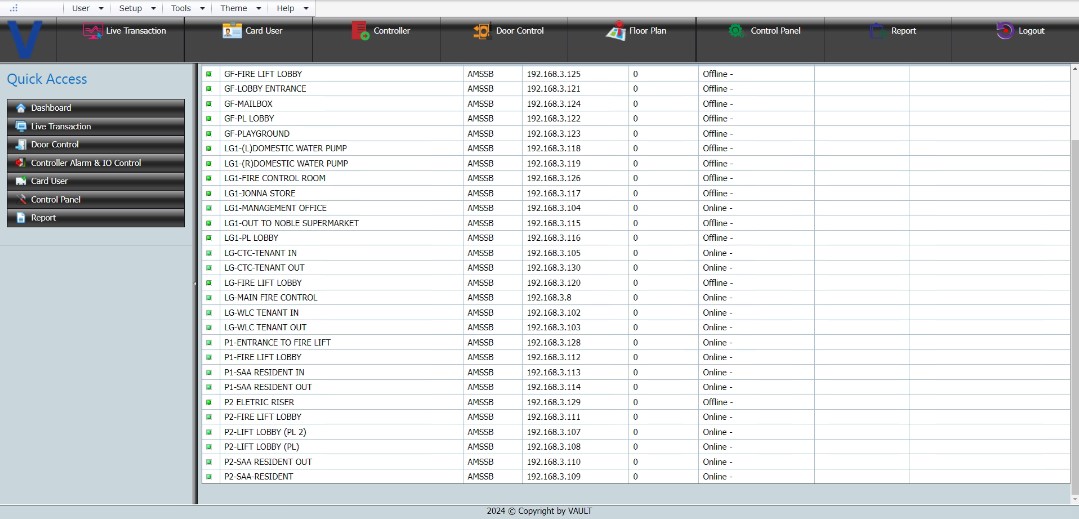 User Setup Tools Theme Help
V Live Transaction Card User Controller Door Control Floor Plan Control Panel Report Logout
Quick Access
Dashboard
Live Transaction
Door Control
Controller Alarm & IO Control
Card User
Control Panel
Report
GF-FIRE LIFT LOBBY AMSSB 192.168.3.125 0 Offline -
GF-LOBBY ENTRANCE AMSSB 192.168.3.121 0 Offline -
GF-MAILBOX AMSSB 192.168.3.124 0 Offline -
GF-PL LOBBY AMSSB 192.168.3.122 0 Offline -
GF-PLAYGROUND AMSSB 192.168.3.123 0 Offline -
LG1-(L)DOMESTIC WATER PUMP AMSSB 192.168.3.118 0 Offline -
LG1-(R)DOMESTIC WATER PUMP AMSSB 192.168.3.119 0 Offline -
LG1-FIRE CONTROL ROOM AMSSB 192.168.3.126 0 Offline -
LG1-JONNA STORE AMSSB 192.168.3.117 0 Offline -
LG1-MANAGEMENT OFFICE AMSSB 192.168.3.104 0 Online -
LG1-OUT TO NOBLE SUPERMARKET AMSSB 192.168.3.115 0 Offline -
LG1-PL LOBBY AMSSB 192.168.3.116 0 Offline -
LG-CTC-TENANT IN AMSSB 192.168.3.105 0 Online -
LG-CTC-TENANT OUT AMSSB 192.168.3.130 0 Online -
LG-FIRE LIFT LOBBY AMSSB 192.168.3.120 0 Offline -
LG-MAIN FIRE CONTROL AMSSB 192.168.3.8 0 Online -
LG-WLC TENANT IN AMSSB 192.168.3.102 0 Online -
LG-WLC TENANT OUT AMSSB 192.168.3.103 0 Online -
P1-ENTRANCE TO FIRE LIFT AMSSB 192.168.3.128 0 Online -
P1-FIRE LIFT LOBBY AMSSB 192.168.3.112 0 Online -
P1-SAA RESIDENT IN AMSSB 192.168.3.113 0 Online -
P1-SAA RESIDENT OUT AMSSB 192.168.3.114 0 Online -
P2 ELETRIC RISER AMSSB 192.168.3.129 0 Offline -
P2-FIRE LIFT LOBBY AMSSB 192.168.3.111 0 Online -
P2-LIFT LOBBY (PL 2) AMSSB 192.168.3.107 0 Online -
P2-LIFT LOBBY (PL) AMSSB 192.168.3.108 0 Online -
P2-SAA RESIDENT OUT AMSSB 192.168.3.110 0 Online -
P2-SAA-RESIDENT AMSSB 192.168.3.109 0 Online -
2024 © Copyright by VAULT